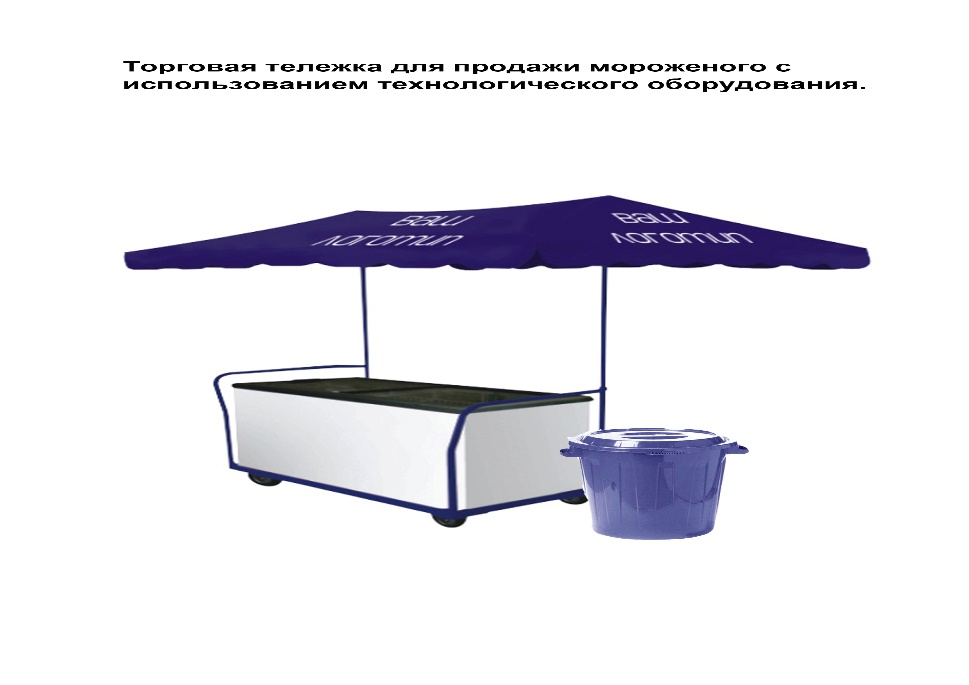 Торговая тележка для продажи мороженого с
использованием технологического оборудования.
ваш
логотип
ваш
логотип